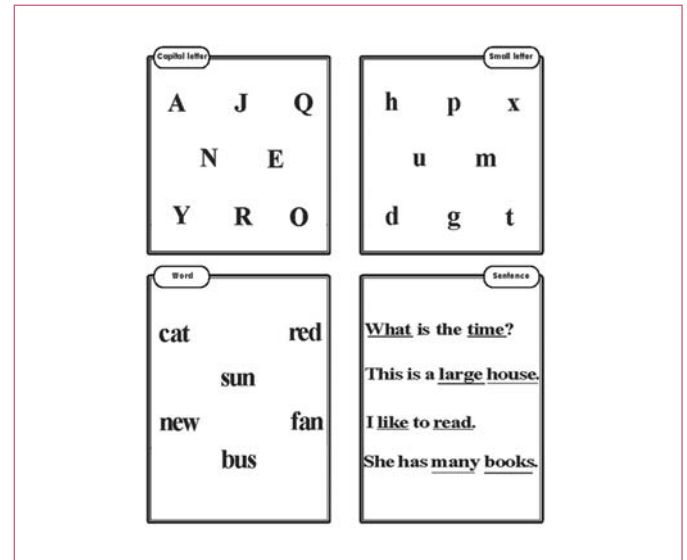 Capital letter
A J Q
N E
Y R O
Small letter
h p x
u m
d g t
Word
cat red
sun
new fan
bus
Sentence
What is the time?
This is a large house.
I like to read.
She has many books.